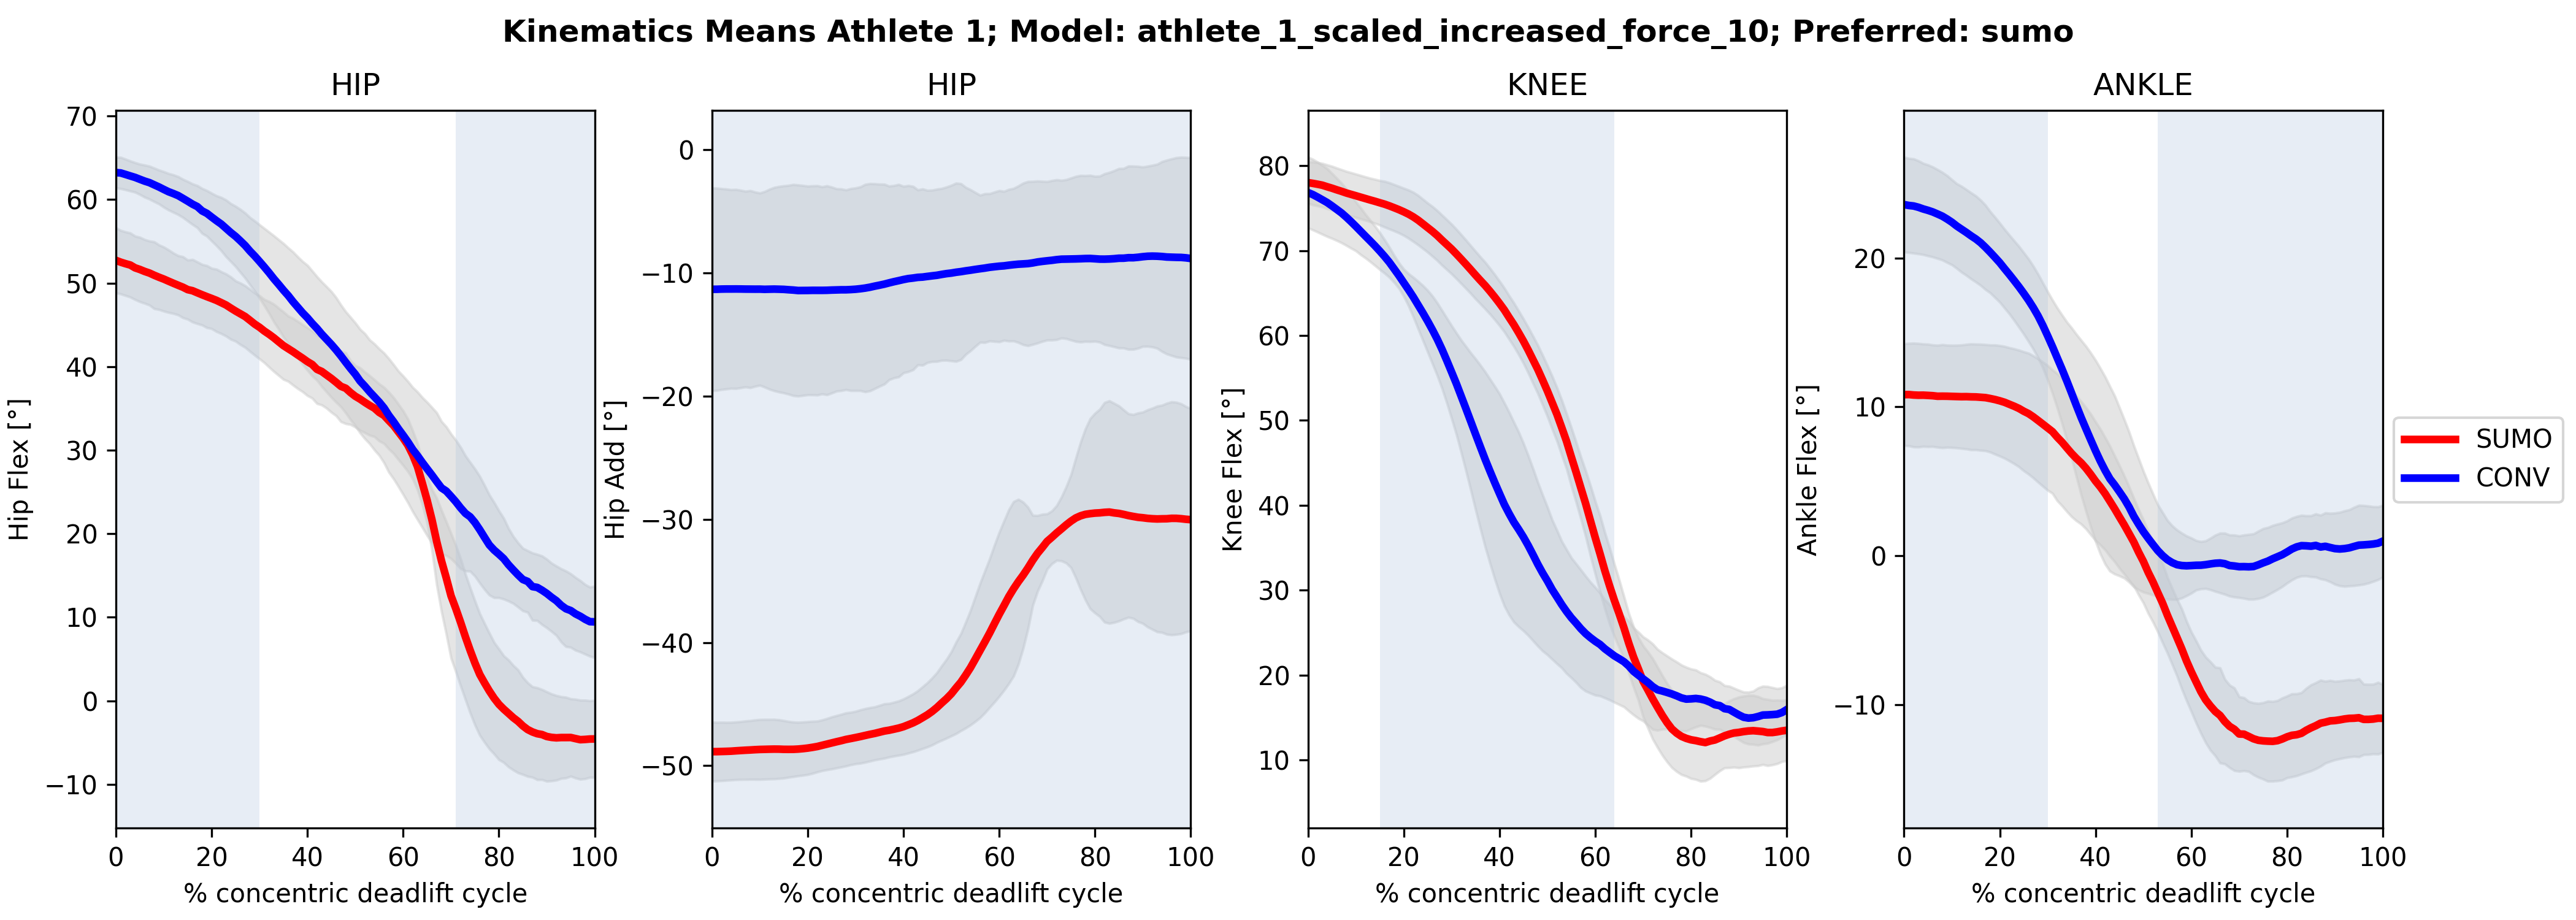 Kinematics Means Athlete 1; Model: athlete_1_scaled_increased_force_10; Preferred: sumo
HIP
Hip Flex [°]
70
60
50
40
30
20
10
0
−10
0 20 40 60 80 100
% concentric deadlift cycle
HIP
Hip Add [°]
0
−10
−20
−30
−40
−50
0 20 40 60 80 100
% concentric deadlift cycle
KNEE
Knee Flex [°]
80
70
60
50
40
30
20
10
0 20 40 60 80 100
% concentric deadlift cycle
ANKLE
Ankle Flex [°]
20
10
0
−10
0 20 40 60 80 100
% concentric deadlift cycle
SUMO
CONV